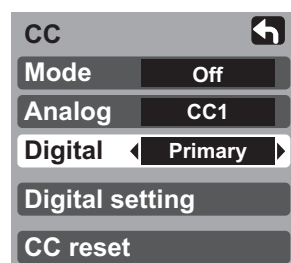 CC
Mode Off
Analog CC1
Digital Primary
Digital setting
CC reset